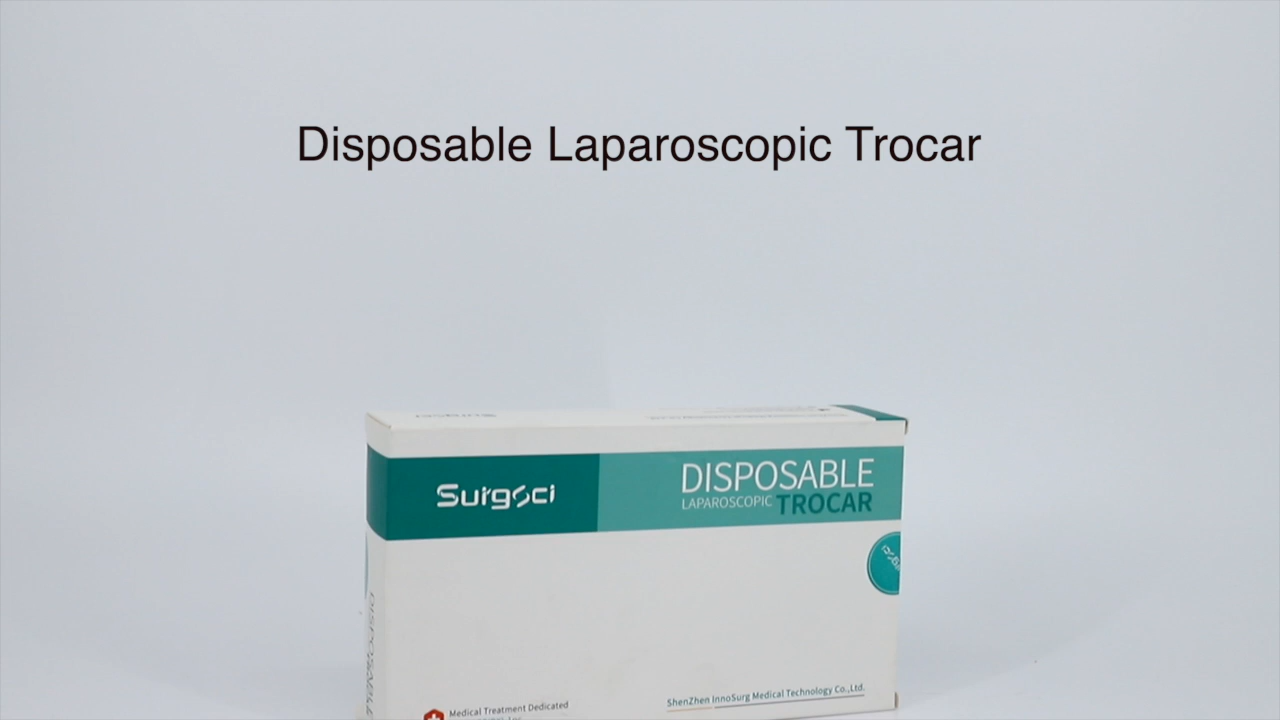 Disposable Laparoscopic Trocar
Surgsci
DISPOSABLE
LAPAROSCOPIC TROCAR
ShenZhen InnoSurg Medical Technology Co.,Ltd.
Medical Treatment Dedicated